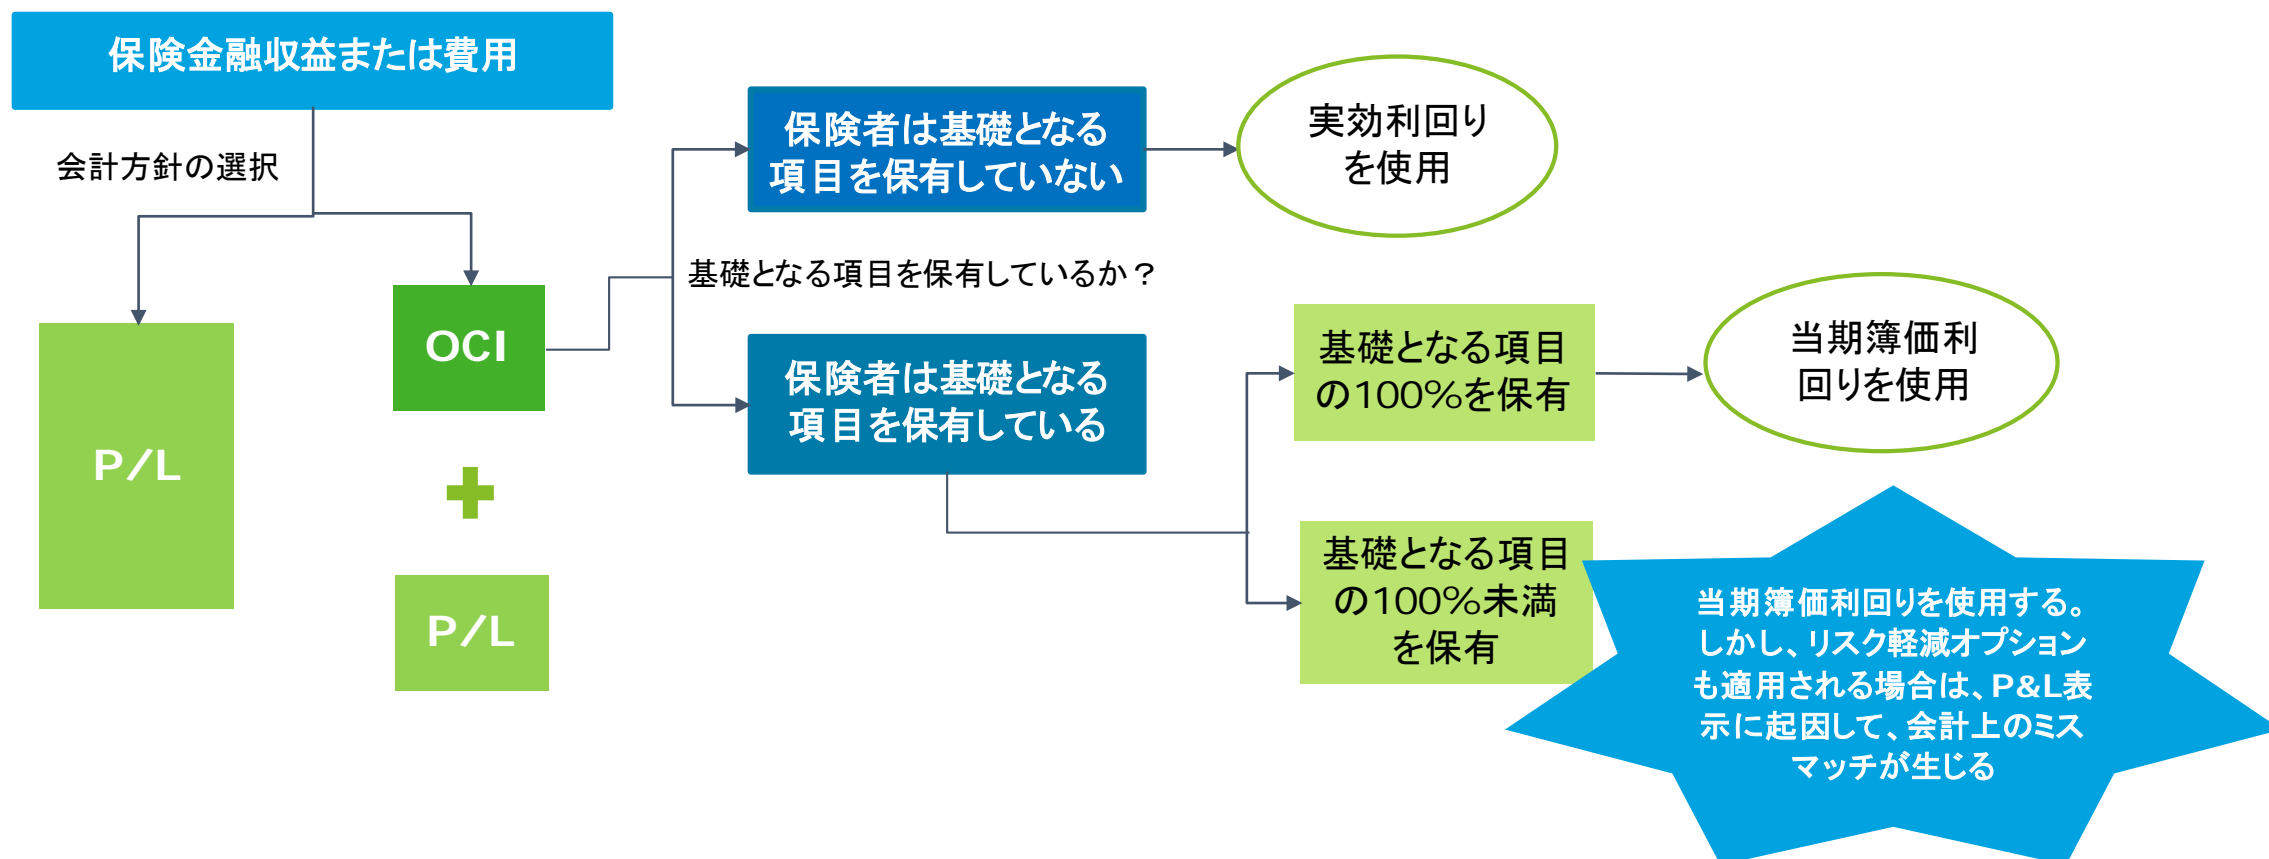 保険金融収益または費用
会計方針の選択
P/L
OCI
P/L
保険者は基礎となる
項目を保有していない
実効利回り
を使用
基礎となる項目を保有しているか？
保険者は基礎となる
項目を保有している
基礎となる項目
の100％を保有
当期簿価利
回りを使用
基礎となる項目
の100％未満
を保有
当期簿価利回りを使用する。
しかし、リスク軽減オプション
も適用される場合は、P&L表
示に起因して、会計上のミス
マッチが生じる